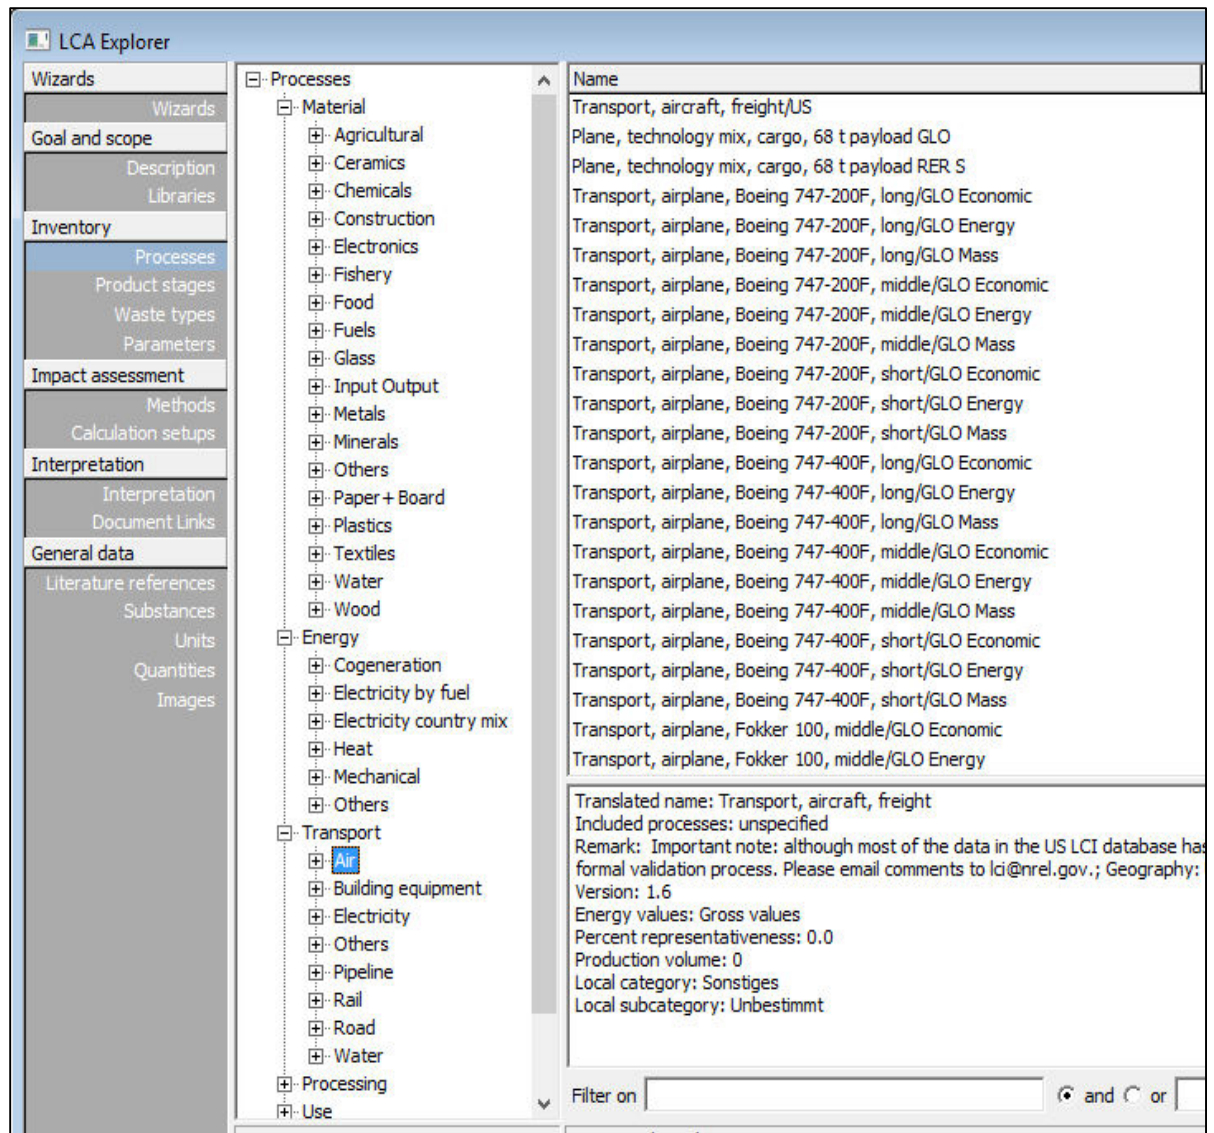 LCA Explorer
Wizards
Wizards
Goal and scope
Description
Libraries
Inventory
Processes
Product stages
Waste types
Parameters
Impact assessment
Methods
Calculation setups
Interpretation
Interpretation
Document Links
General data
Literature references
Substances
Units
Quantities
Images
Processes
Material
Agricultural
Ceramics
Chemicals
Construction
Electronics
Fishery
Food
Fuels
Glass
Input Output
Metals
Minerals
Others
Paper+ Board
Plastics
Textiles
Water
Wood
Energy
Cogeneration
Electricity by fuel
Electricity country mix
Heat
Mechanical
Others
Transport
Air
Building equipment
Electricity
Others
Pipeline
Rail
Road
Water
Processing
Use
Name
Transport, aircraft, freight/US
Plane, technology mix, cargo, 68 t payload GLO
Plane, technology mix, cargo, 68 t payload RER S
Transport, airplane, Boeing 747-200F, long/GLO Economic
Transport, airplane, Boeing 747-200F, long/GLO Energy
Transport, airplane, Boeing 747-200F, long/GLO Mass
Transport, airplane, Boeing 747-200F, middle/GLO Economic
Transport, airplane, Boeing 747-200F, middle/GLO Energy
Transport, airplane, Boeing 747-200F, middle/GLO Mass
Transport, airplane, Boeing 747-200F, short/GLO Economic
Transport, airplane, Boeing 747-200F, short/GLO Energy
Transport, airplane, Boeing 747-200F, short/GLO Mass
Transport, airplane, Boeing 747-400F, long/GLO Economic
Transport, airplane, Boeing 747-400F, long/GLO Energy
Transport, airplane, Boeing 747-400F, long/GLO Mass
Transport, airplane, Boeing 747-400F, middle/GLO Economic
Transport, airplane, Boeing 747-400F, middle/GLO Energy
Transport, airplane, Boeing 747-400F, middle/GLO Mass
Transport, airplane, Boeing 747-400F, short/GLO Economic
Transport, airplane, Boeing 747-400F, short/GLO Energy
Transport, airplane, Boeing 747-400F, short/GLO Mass
Transport, airplane, Fokker 100, middle/GLO Economic
Transport, airplane, Fokker 100, middle/GLO Energy
Translated name: Transport, aircraft, freight
Included processes: unspecified
Remark: Important note: although most of the data in the US LCI database has
formal validation process. Please email comments to lci@nrel.gov.; Geography:
Version: 1.6
Energy values: Gross values
Percent representativeness: 0.0
Production volume: 0
Local category: Sonstiges
Local subcategory: Unbestimmt
Filter on
and or